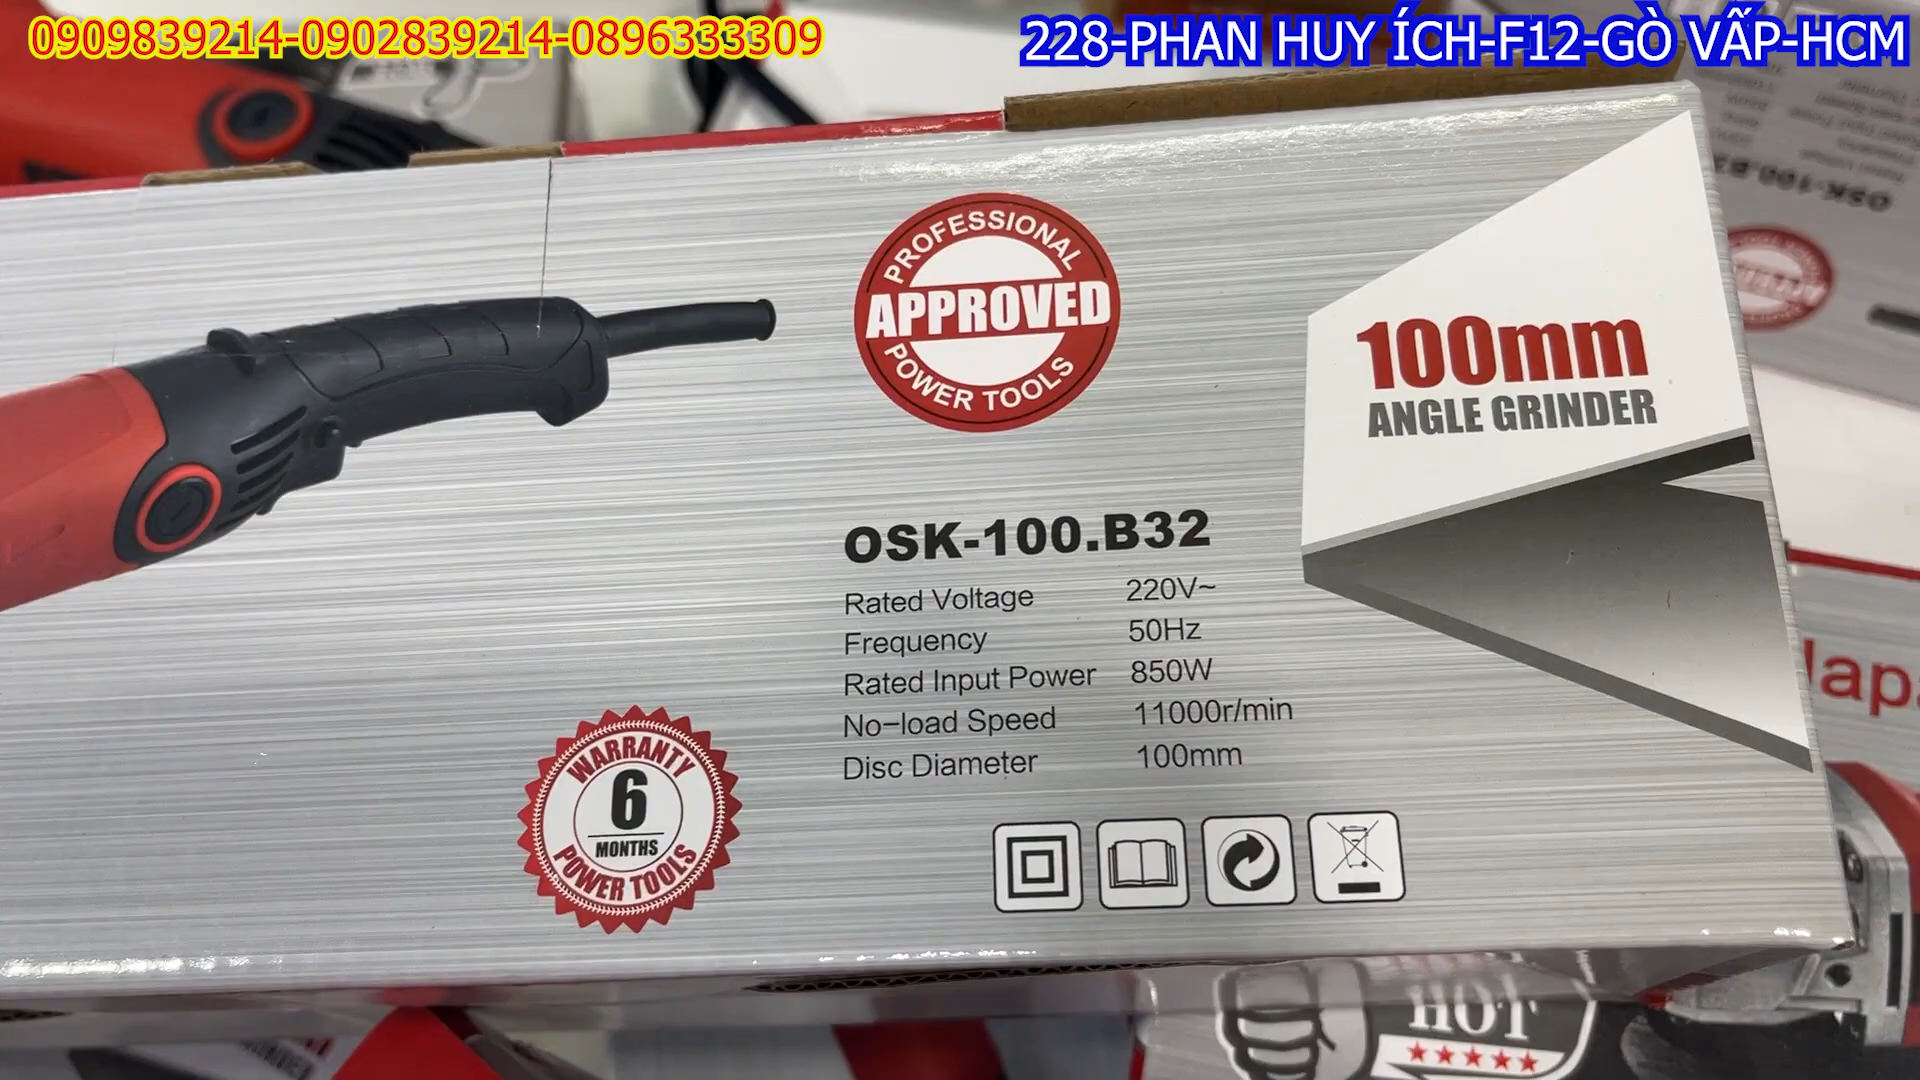 0909839214-0902839214-0896333309
228-PHAN HUY ÍCH-F12-GÒ VẤP-HCM
PROFESSIONAL
APPROVED
POWER TOOLS
100mm
ANGLE GRINDER
OSK-100.B32
Rated Voltage 220V~
Frequency 50Hz
Rated Input Power 850W
No-load Speed 11000r/min
Disc Diameter 100mm
WARRANTY
6
MONTHS
POWER TOOLS
HOT